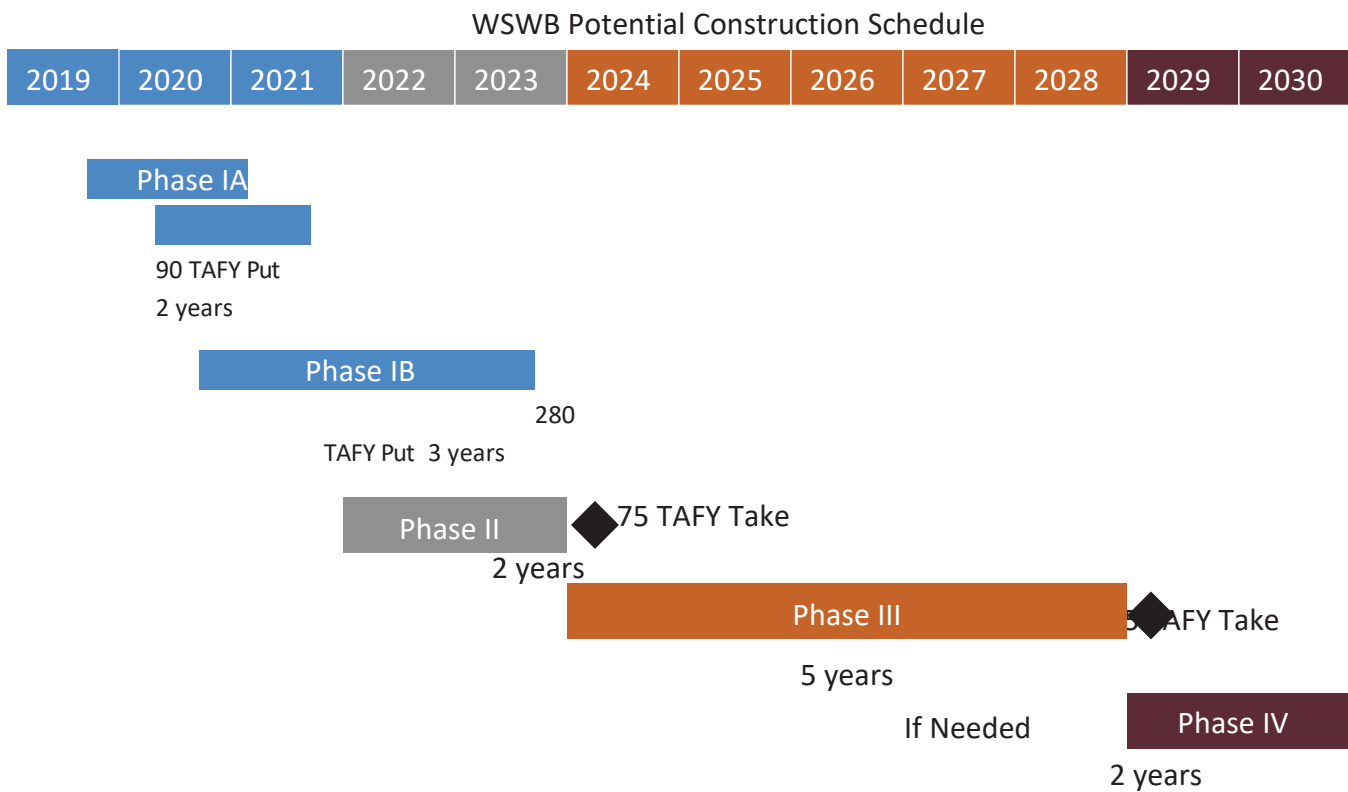 WSWB Potential Construction Schedule
2019 2020 2021 2022 2023 2024 2025 2026 2027 2028 2029 2030
Phase IA
90 TAFY Put
2 years
Phase IB
280
TAFY Put 3 years
Phase II
75 TAFY Take
2 years
Phase III
Take
5 years
If Needed
Phase IV
2 years